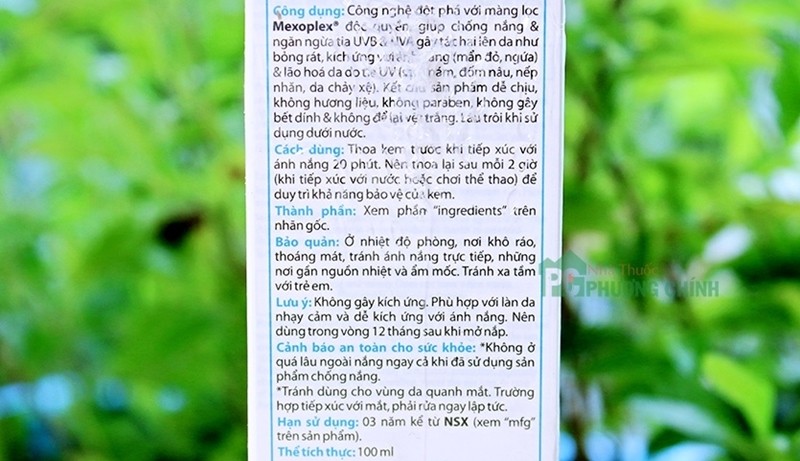 Công dụng: Công nghệ đột phá với màng lọc
Mexoplex® độc quyền, giúp chống nắng &
ngăn ngừa tia UVB & UVA gây tác hại lên da như
bỏng rát, kích ứng với ánh nắng (mẩn đỏ, ngứa)
& lão hoá da do tia UV nám, đốm nâu, nếp
nhăn, da chảy xệ). Kết cấu sản phẩm dễ chịu,
không hương liệu, không paraben, không gây
bết dính & không để lại vệt trắng. Lâu trôi khi sử
dụng dưới nước.
Cách dùng: Thoa kem trước khi tiếp xúc với
ánh nắng 20 phút. Nên thoa lại sau mỗi 2 giờ
(khi tiếp xúc với nước hoặc chơi thể thao) để
duy trì khả năng bảo vệ của kem.
Thành phần: Xem phần "ingredients" trên
nhãn gốc.
Bảo quản: Ở nhiệt độ phòng, nơi khô ráo,
thoáng mát, tránh ánh nắng trực tiếp, những
nơi gần nguồn nhiệt và ẩm mốc. Tránh xa tầm
với trẻ em.
Lưu ý: Không gây kích ứng. Phù hợp với làn da
nhạy cảm và dễ kích ứng với ánh nắng. Nên
dùng trong vòng 12 tháng sau khi mở nắp.
Cảnh báo an toàn cho sức khỏe: *Không ở
quá lâu ngoài nắng ngay cả khi đã sử dụng sản
phẩm chống nắng.
*Tránh dùng cho vùng da quanh mắt. Trường
hợp tiếp xúc với mắt, phải rửa ngay lập tức.
Hạn sử dụng: 03 năm kể từ NSX (xem "mfg"
trên sản phẩm).
Thể tích thực: 100 ml
Nhà Thuốc
PHƯƠNG CHÍNH